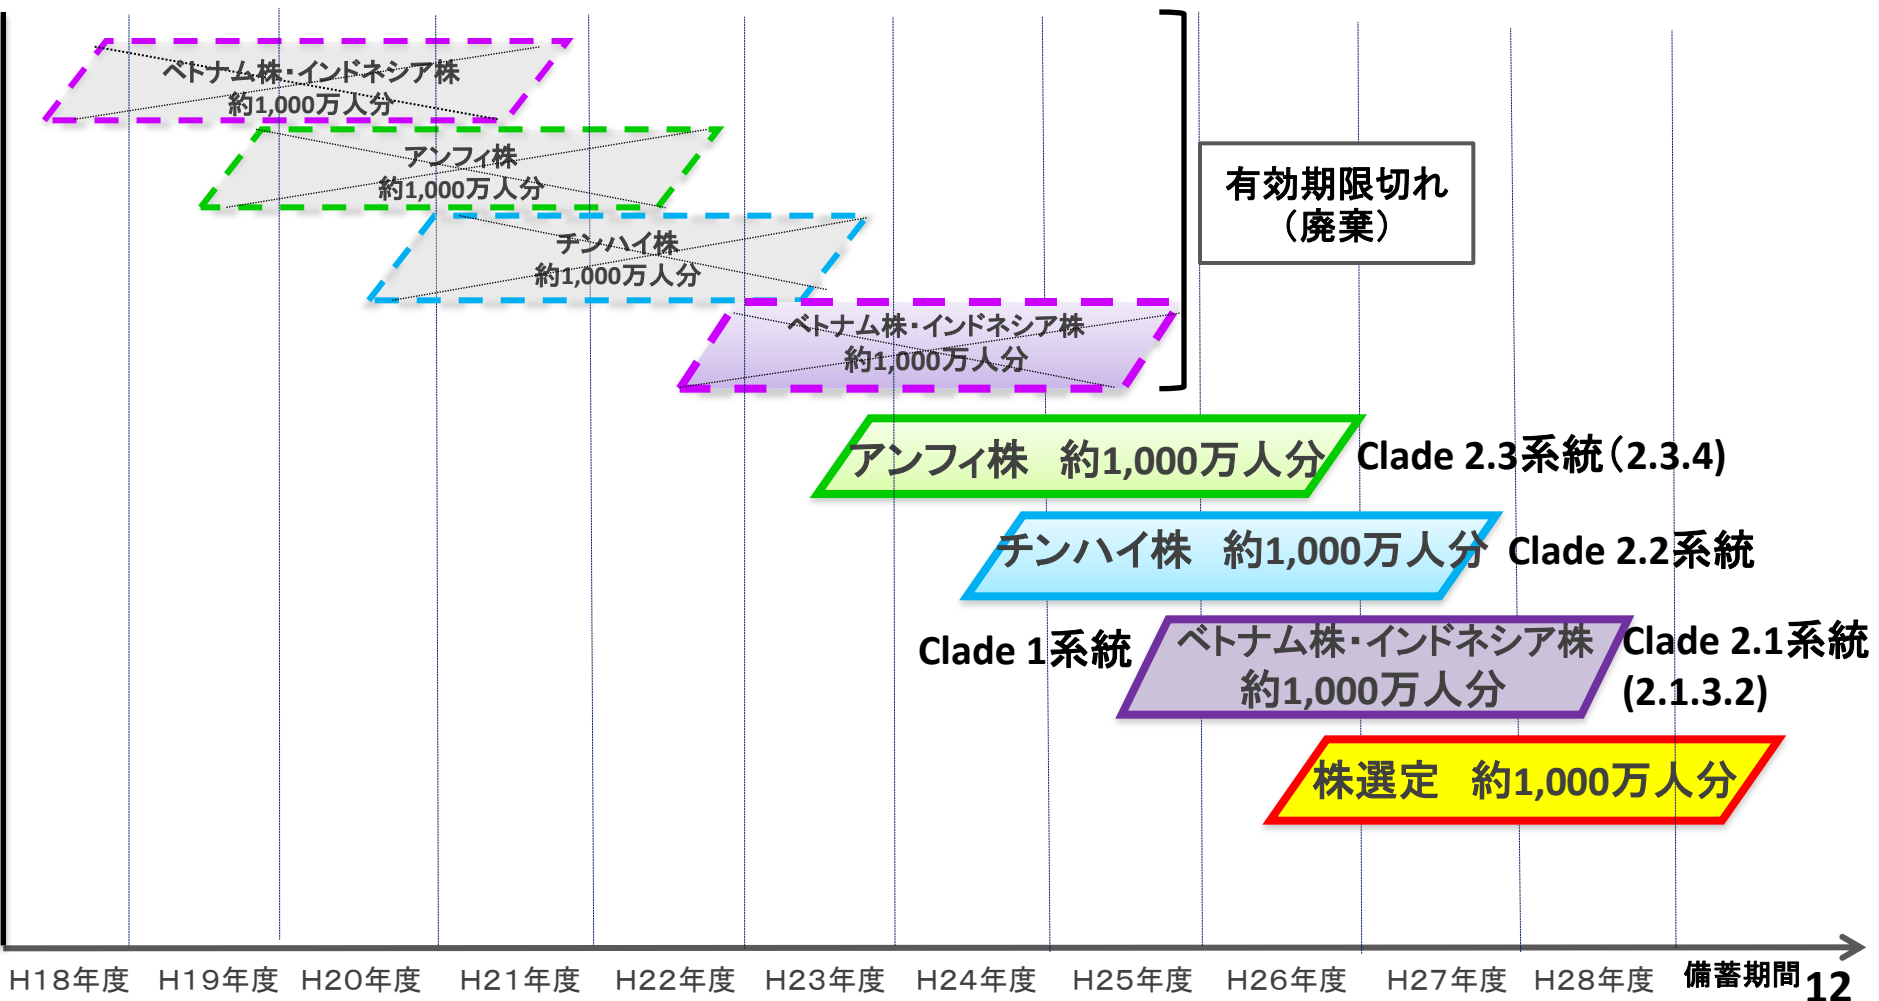 ベトナム株・インドネシア株
約1,000万人分
アンフィ株
約1,000万人分
チンハイ株
約1,000万人分
ベトナム株・インドネシア株
約1,000万人分
有効期限切れ
（廃棄）
アンフィ株　約1,000万人分
Clade 2.3系統（2.3.4)
チンハイ株　約1,000万人分
Clade 2.2系統
Clade 1系統
ベトナム株・インドネシア株
約1,000万人分
Clade 2.1系統
(2.1.3.2)
株選定　約1,000万人分
H18年度 H19年度 H20年度 H21年度 H22年度 H23年度 H24年度 H25年度 H26年度 H27年度 H28年度 備蓄期間
12